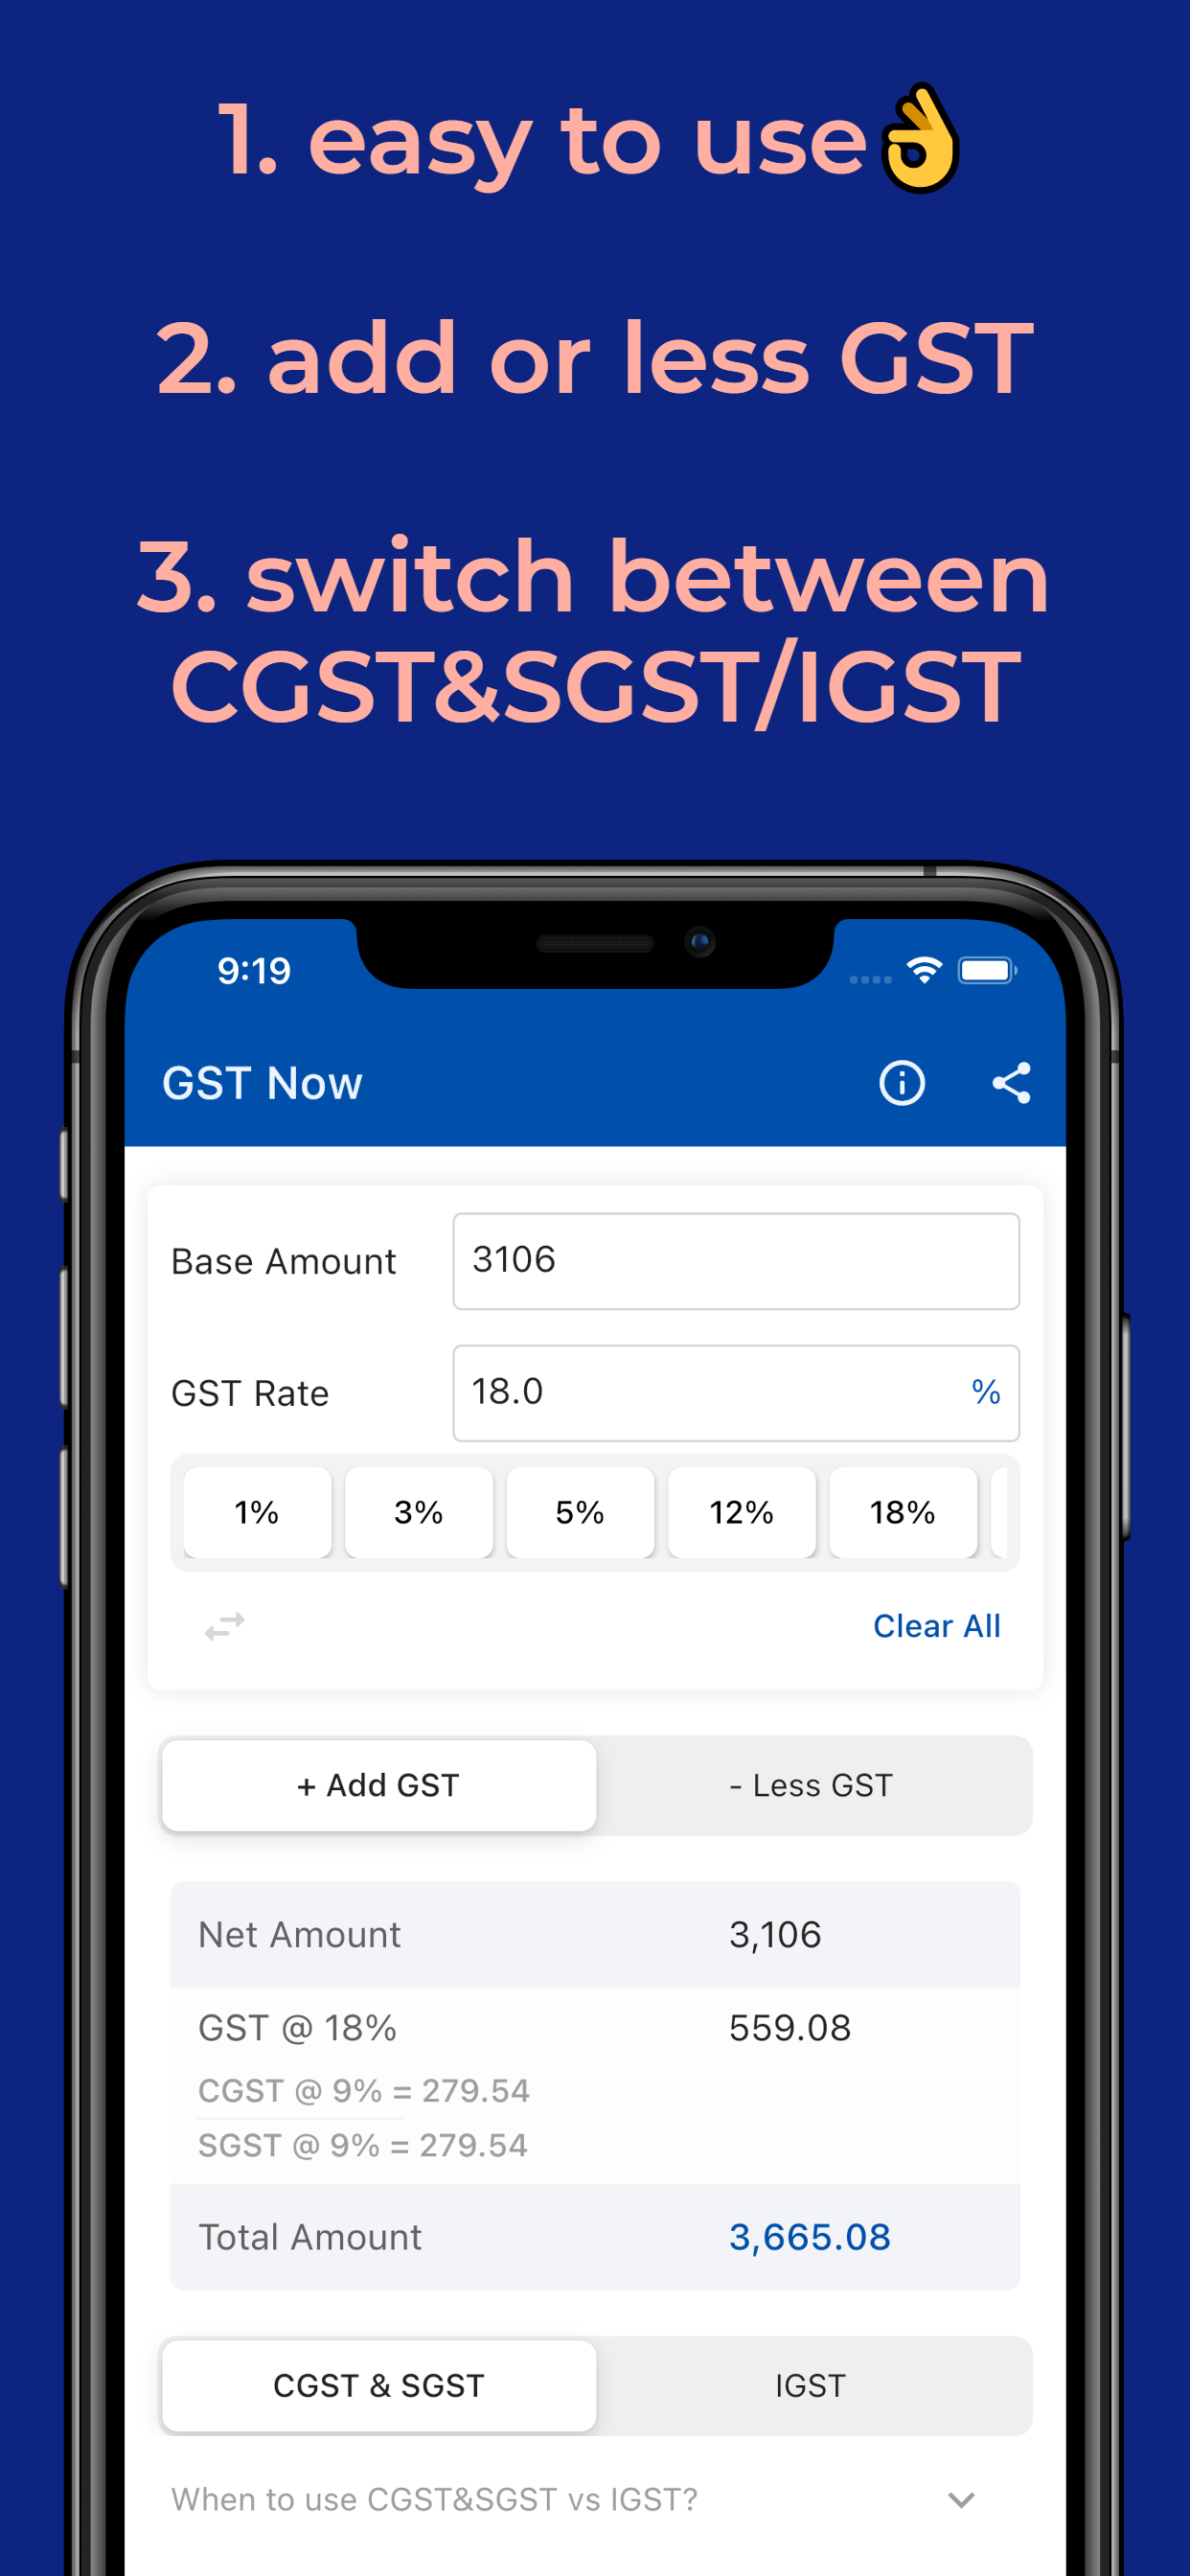 1. easy to use👌
2. add or less GST
3. switch between
CGST&SGST/IGST
9:19
GST Now
Base Amount 3106
GST Rate 18.0 %
1% 3% 5% 12% 18%
Clear All
+ Add GST - Less GST
Net Amount 3,106
GST @ 18% 559.08
CGST @ 9% = 279.54
SGST @ 9% = 279.54
Total Amount 3,665.08
CGST & SGST IGST
When to use CGST&SGST vs IGST?